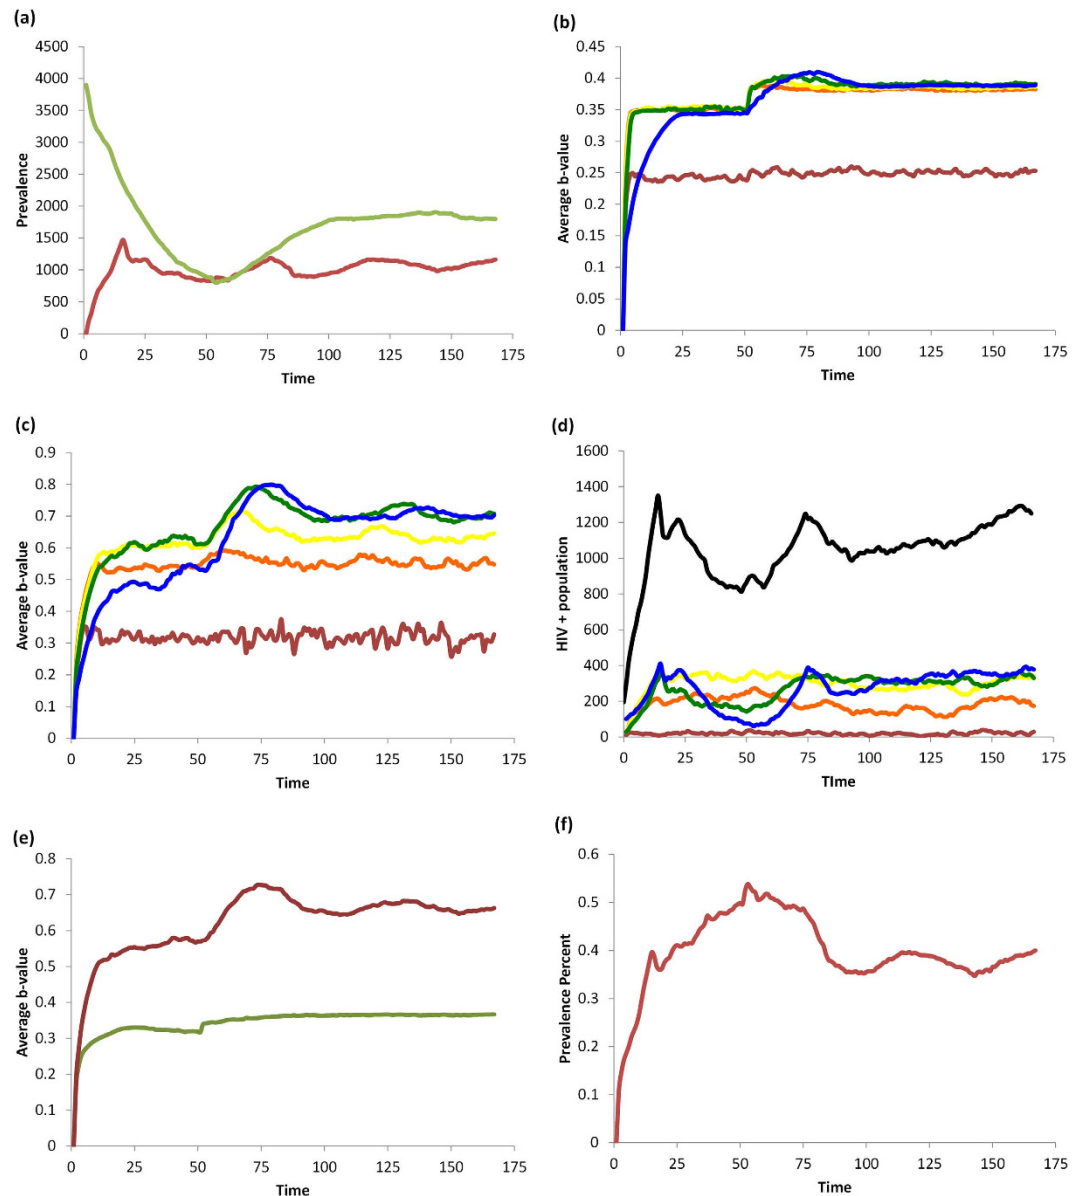 (a)
4500
4000
3500
3000
2500
2000
1500
1000
500
0
Prevalence
0 25 50 75 100 125 150 175
Time
(b)
0.45
0.4
0.35
0.3
0.25
0.2
0.15
0.1
0.05
0
Average b-value
0 25 50 75 100 125 150 175
Time
(c)
0.9
0.8
0.7
0.6
0.5
0.4
0.3
0.2
0.1
0
Average b-value
0 25 50 75 100 125 150 175
Time
(d)
1600
1400
1200
1000
800
600
400
200
0
HIV + population
0 25 50 75 100 125 150 175
TIme
(e)
0.8
0.7
0.6
0.5
0.4
0.3
0.2
0.1
0
Average b-value
0 25 50 75 100 125 150 175
Time
(f)
0.6
0.5
0.4
0.3
0.2
0.1
0
Prevalence Percent
0 25 50 75 100 125 150 175
Time